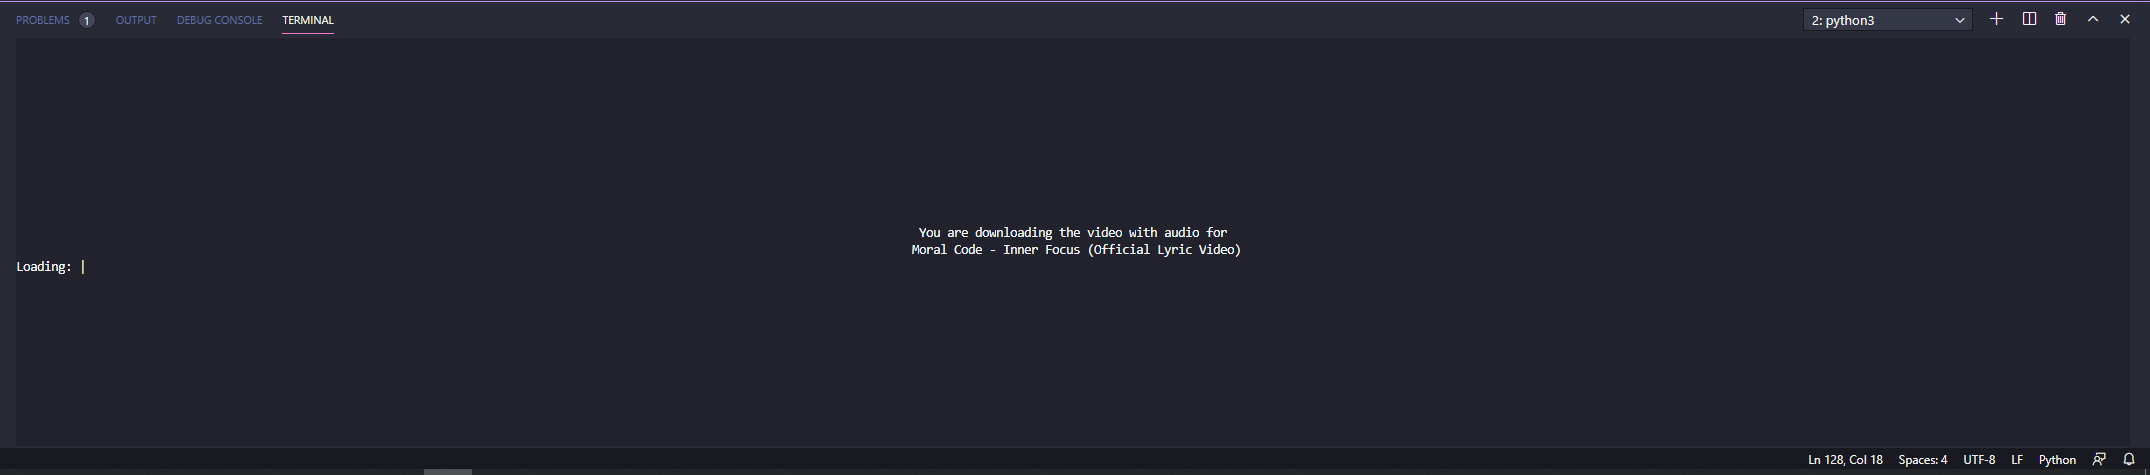 PROBLEMS 1 OUTPUT DEBUG CONSOLE TERMINAL 2: python3
You are downloading the video with audio for
Moral Code - Inner Focus (Official Lyric Video)
Loading: |
Ln 128, Col 18 Spaces: 4 UTF-8 LF Python